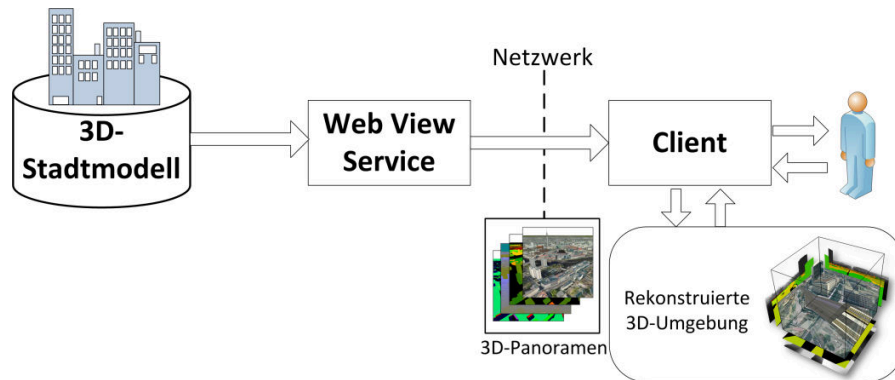 Netzwerk
3D-
Stadtmodell
Web View
Service
Client
3D-Panoramen
Rekonstruierte
3D-Umgebung